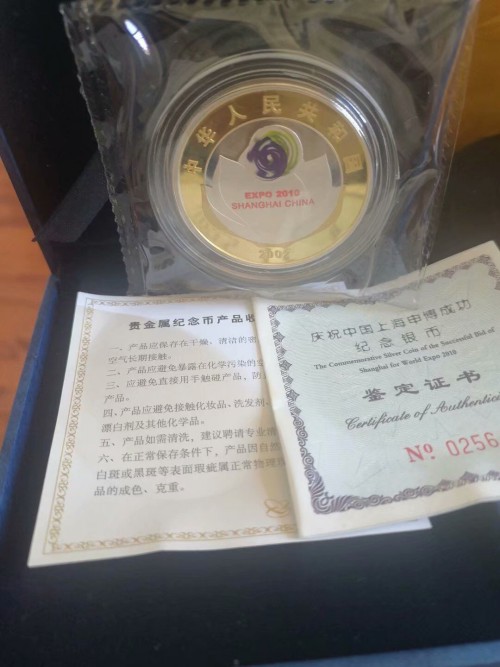 中华人民共和国
EXPO 2010
SHANGHAI CHINA
贵金属纪念币产品收
一、产品应保存在干燥、清洁的密
空气长期接触。
二、产品应避免暴露在化学污染的
三、应避免直接用手触碰产品，防
产品。
四、产品应避免接触化妆品、洗发剂、
漂白剂及其他化学品。
五、产品如需清洗，建议聘请专业
六、在正常保存条件下，产品因自然
白斑或黑斑等表面瑕疵属正常物理
品的成色、克重。
庆祝中国上海申博成功
纪念银币
The Commemorative Silver Coin of the Successful Bid of
Shanghai for World Expo 2010
鉴定证书
Certificate of Authentici
№ 0256